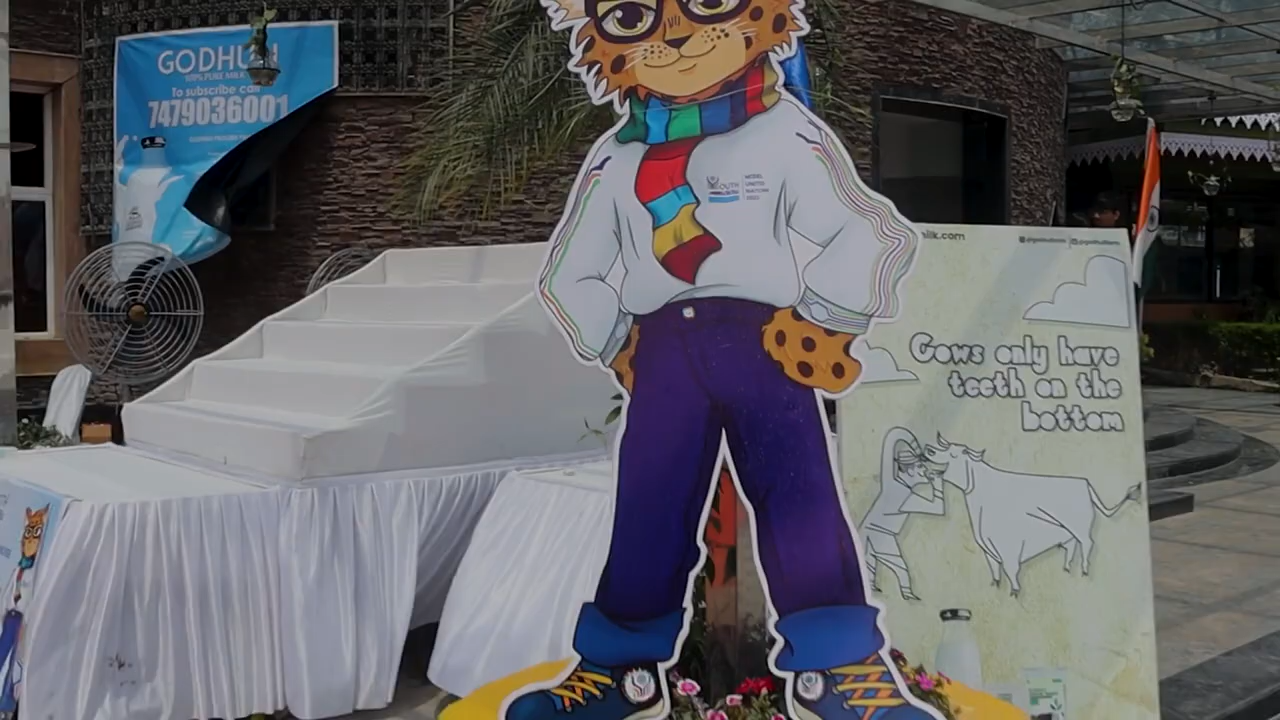 GODHULI
100% PURE MILK
To subscribe call
7479036001
YOUTH
MODEL
UNITED
NATIONS
ilk.com
Cows only have
teeth on the
bottom